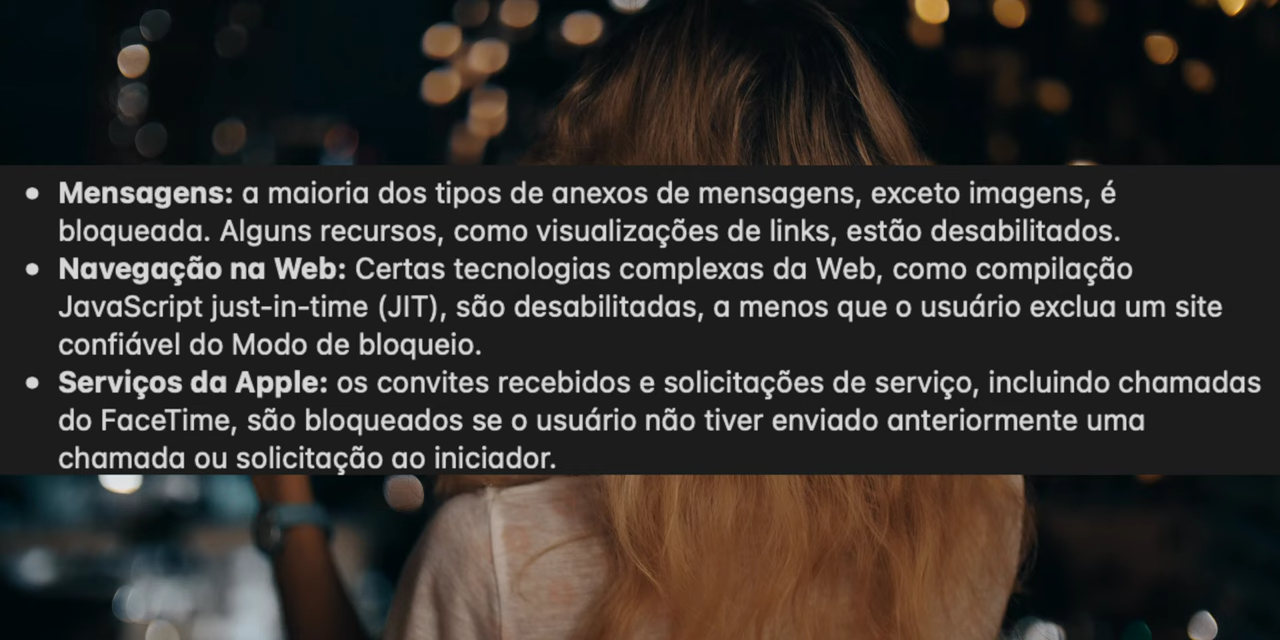 • Mensagens: a maioria dos tipos de anexos de mensagens, exceto imagens, é
bloqueada. Alguns recursos, como visualizações de links, estão desabilitados.
• Navegação na Web: Certas tecnologias complexas da Web, como compilação
JavaScript just-in-time (JIT), são desabilitadas, a menos que o usuário exclua um site
confiável do Modo de bloqueio.
• Serviços da Apple: os convites recebidos e solicitações de serviço, incluindo chamadas
do FaceTime, são bloqueados se o usuário não tiver enviado anteriormente uma
chamada ou solicitação ao iniciador.